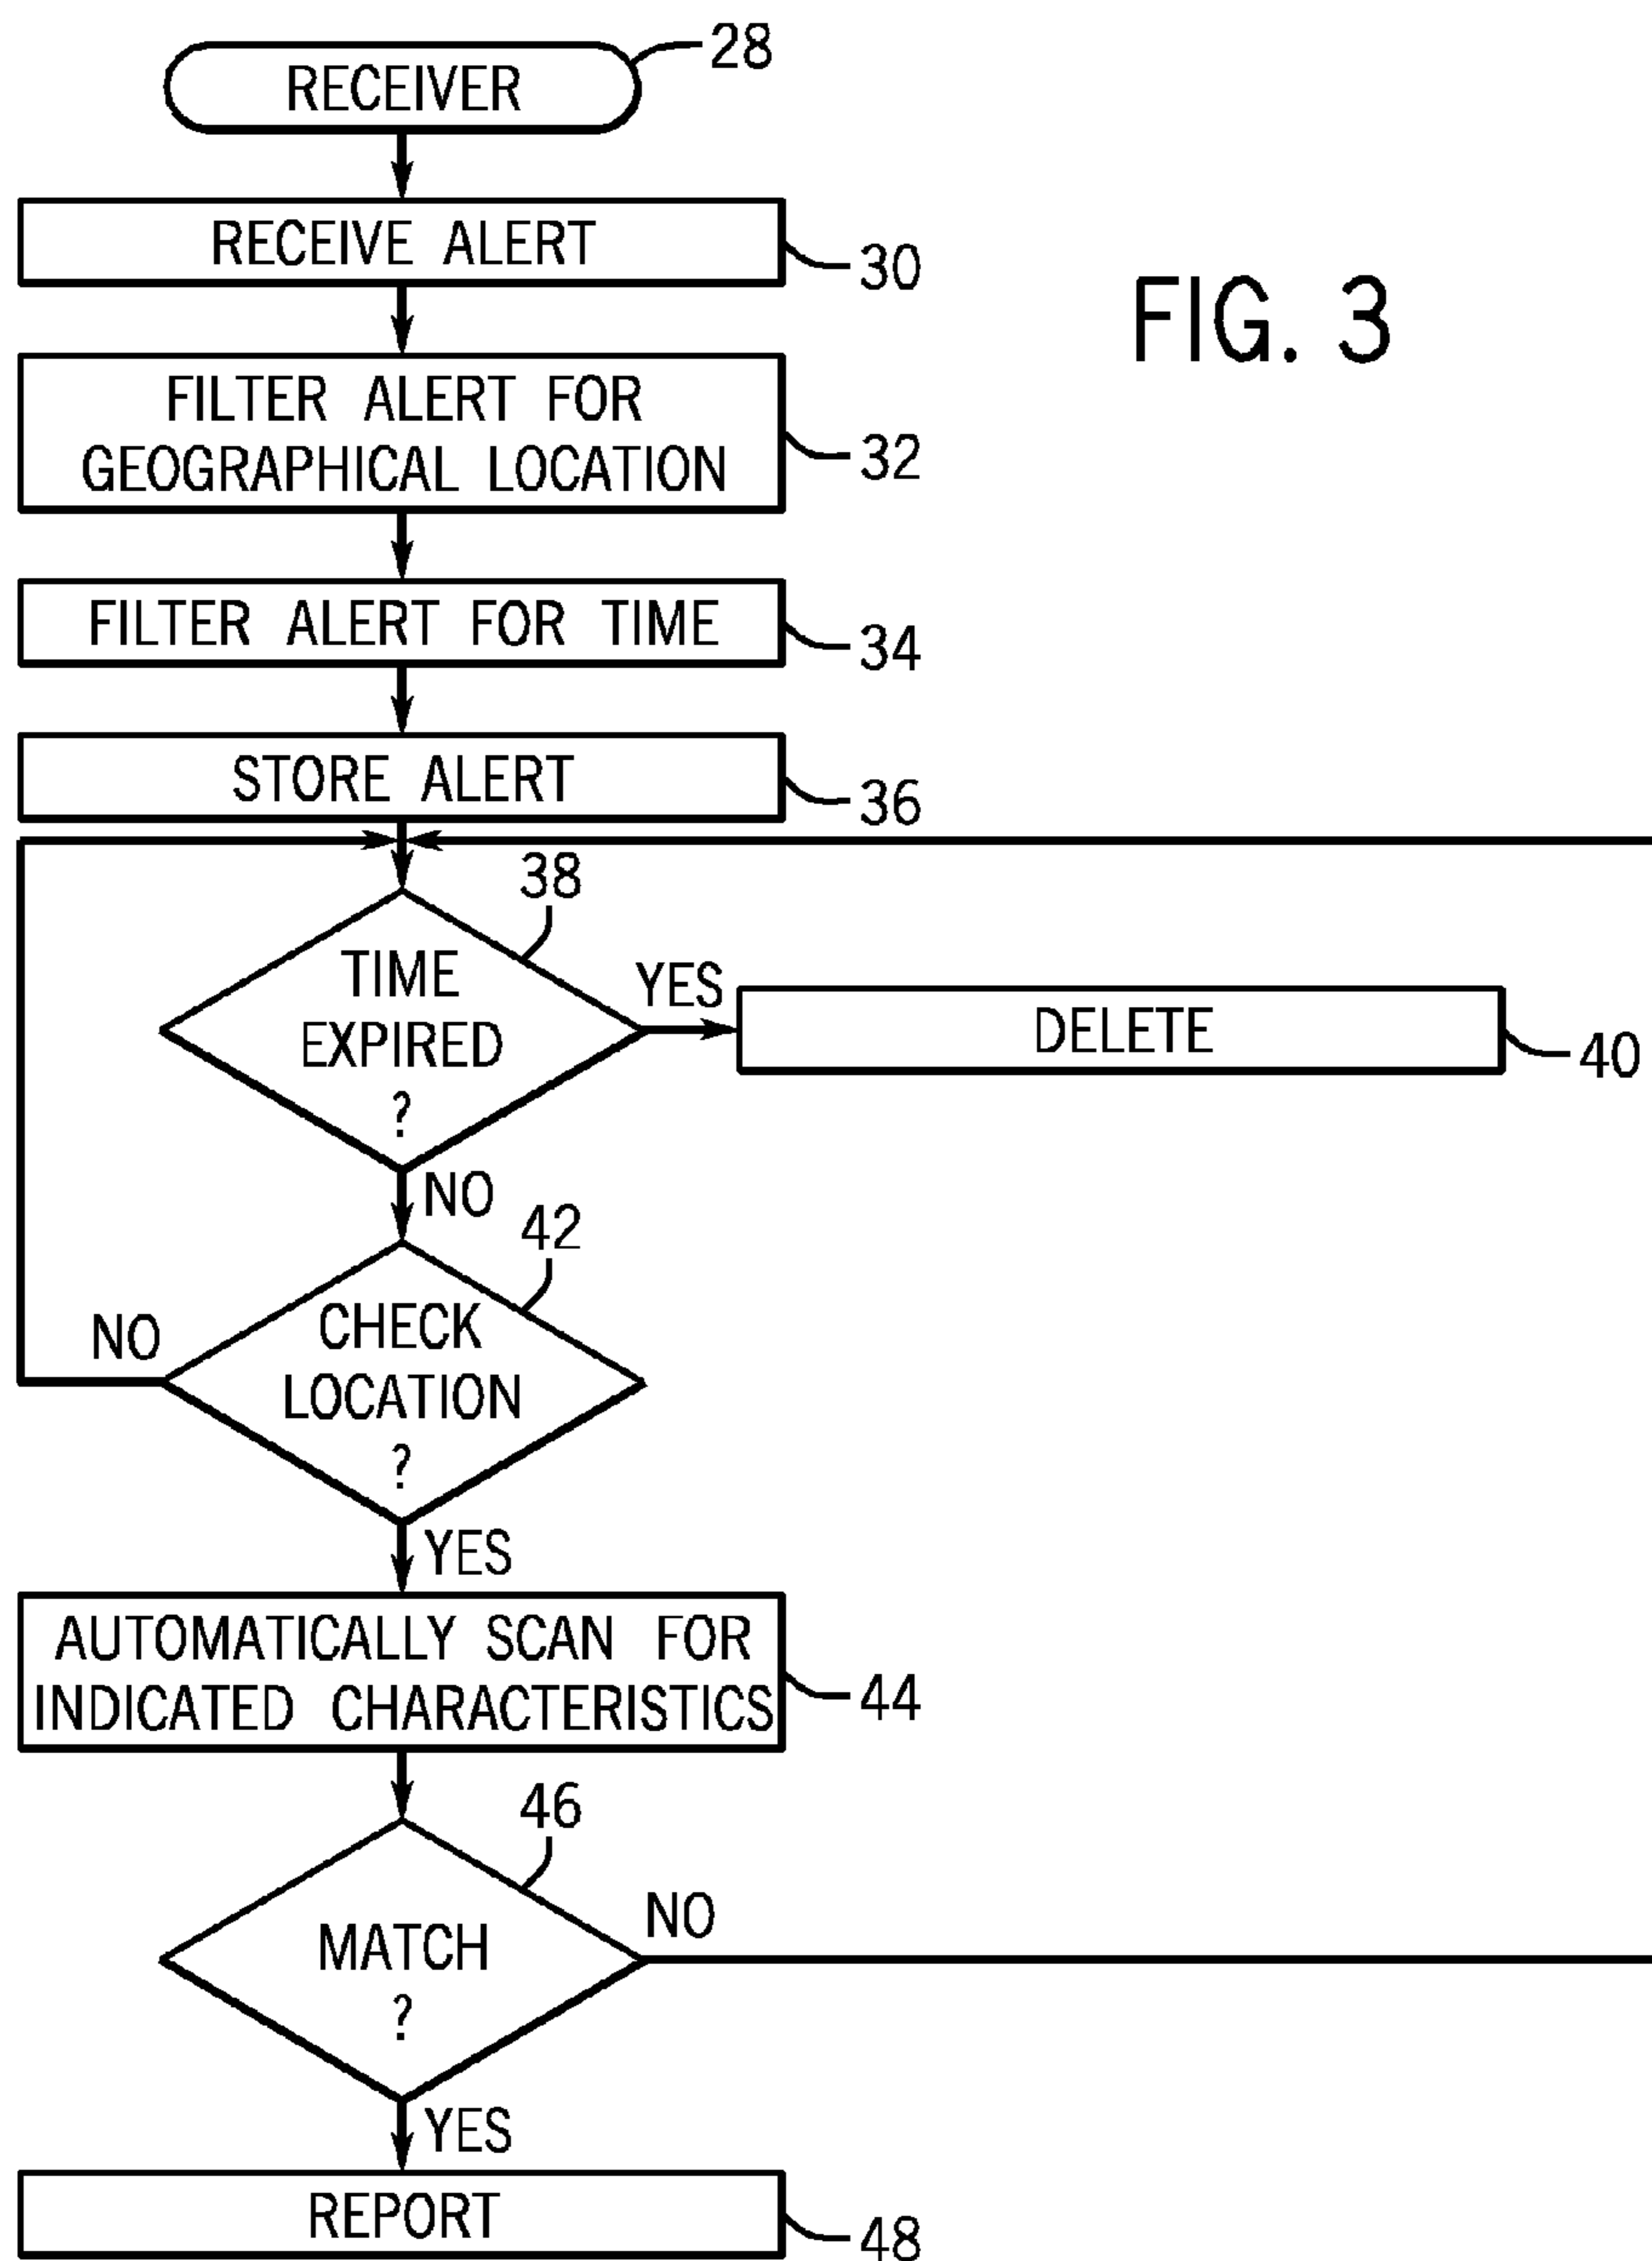 RECEIVER
28
RECEIVE ALERT
30
FIG. 3
FILTER ALERT FOR
GEOGRAPHICAL LOCATION
32
FILTER ALERT FOR TIME
34
STORE ALERT
36
38
TIME
EXPIRED
?
YES
DELETE
40
NO
42
CHECK
LOCATION
?
NO
YES
AUTOMATICALLY SCAN FOR
INDICATED CHARACTERISTICS
44
46
MATCH
?
NO
YES
REPORT
48